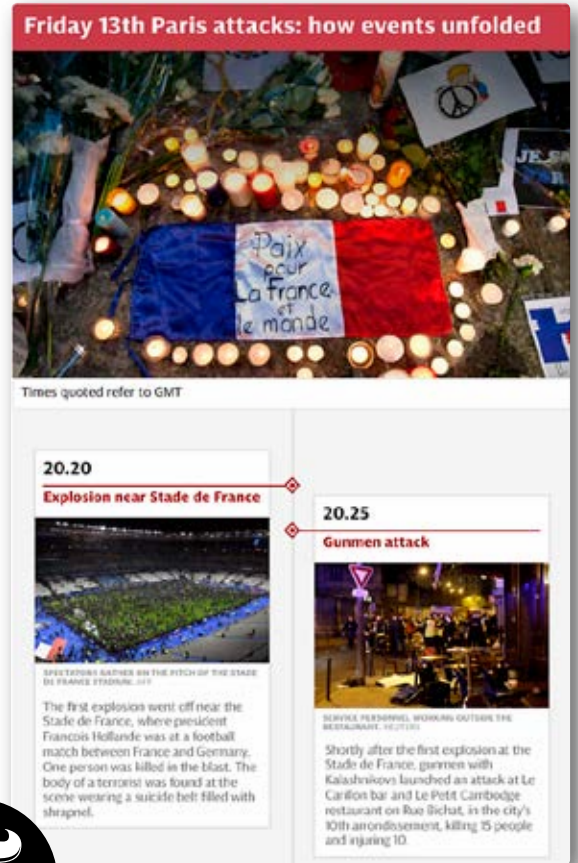 Friday 13th Paris attacks: how events unfolded
JE S
Paix
pour
La france
et
le monde
Times quoted refer to GMT
20.20
Explosion near Stade de France
SPECTATORS GATHER ON THE PITCH OF THE STADE
DE FRANCE STADIUM. AFP
The first explosion went off near the
Stade de France, where president
Francois Hollande was at a football
match between France and Germany.
One person was killed in the blast. The
body of a terrorist was found at the
scene wearing a suicide belt filled with
shrapnel.
20.25
Gunmen attack
SERVICE PERSONNEL WORKING OUTSIDE THE
RESTAURANT. REUTERS
Shortly after the first explosion at the
Stade de France, gunmen with
Kalashnikovs launched an attack at Le
Carillon bar and Le Petit Cambodge
restaurant on Rue Bichat, in the city's
10th arrondissement, killing 15 people
and injuring 10.